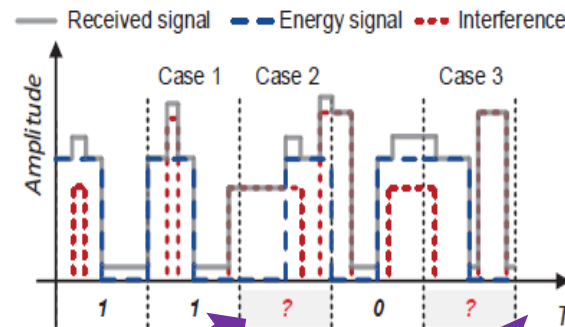 Received signal Energy signal Interference
Case 1 Case 2 Case 3
Amplitude
1 1 ? 0 ? T